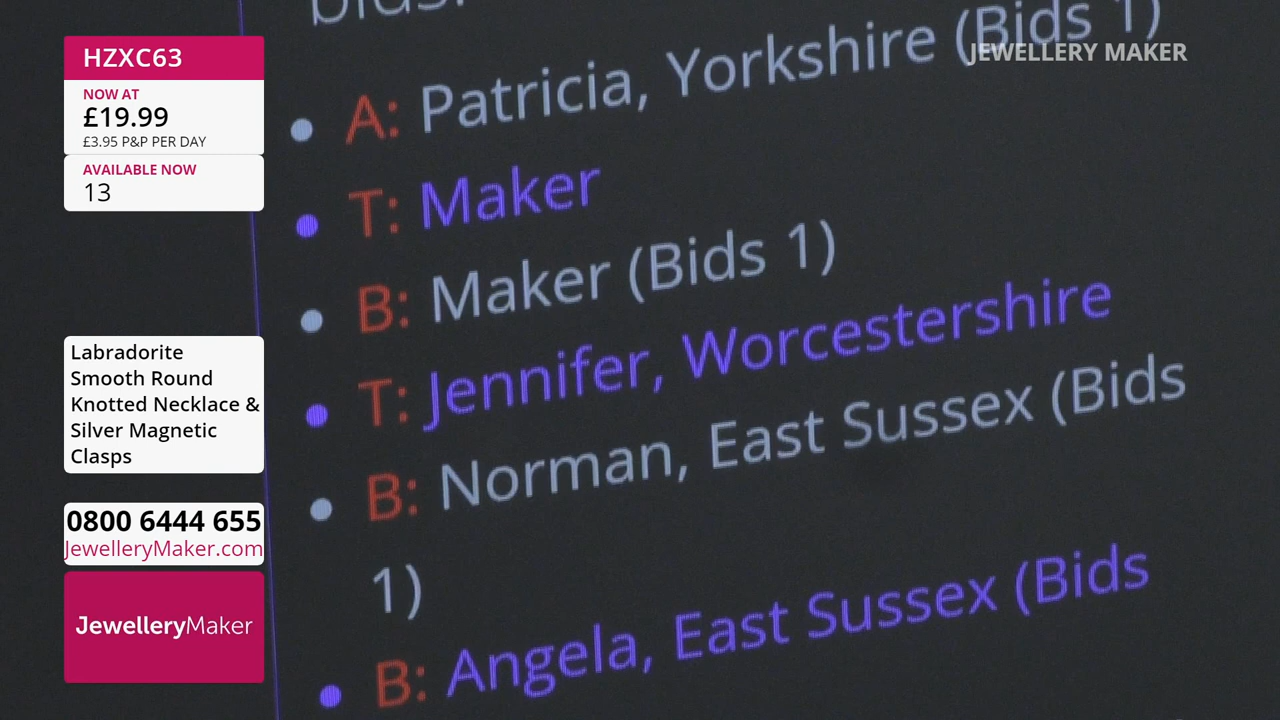 HZXC63
NOW AT
£19.99
£3.95 P&P PER DAY
AVAILABLE NOW
13
Labradorite
Smooth Round
Knotted Necklace &
Silver Magnetic
Clasps
0800 6444 655
JewelleryMaker.com
JewelleryMaker
JEWELLERY MAKER
bids.
A: Patricia, Yorkshire (Bids 1)
T: Maker
B: Maker (Bids 1)
T: Jennifer, Worcestershire
B: Norman, East Sussex (Bids
1)
B: Angela, East Sussex (Bids